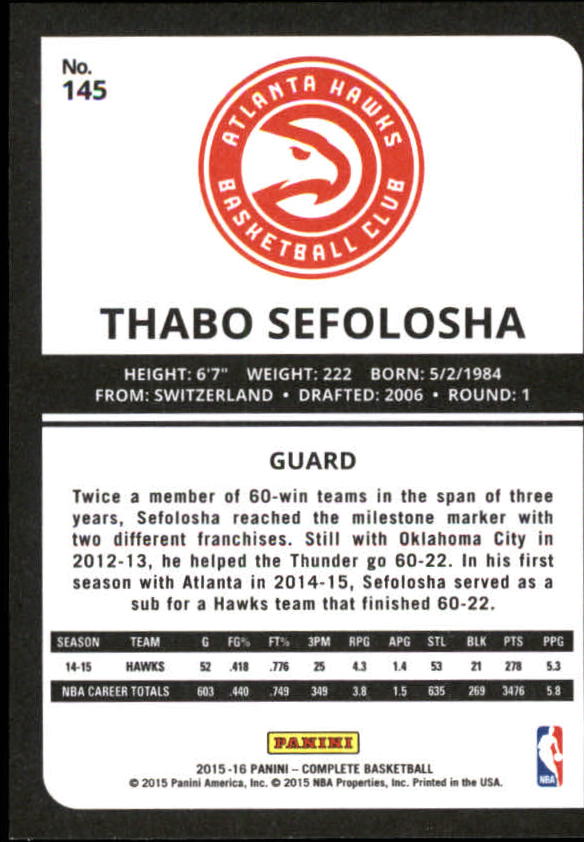 No.
145
ATLANTA HAWKS
BASKETBALL CLUB
THABO SEFOLOSHA
HEIGHT: 6'7" WEIGHT: 222 BORN: 5/2/1984
FROM: SWITZERLAND • DRAFTED: 2006 • ROUND: 1
GUARD
Twice a member of 60-win teams in the span of three
years, Sefolosha reached the milestone marker with
two different franchises. Still with Oklahoma City in
2012-13, he helped the Thunder go 60-22. In his first
season with Atlanta in 2014-15, Sefolosha served as a
sub for a Hawks team that finished 60-22.
SEASON TEAM G FG% FT% 3PM RPG APG STL BLK PTS PPG
14-15 HAWKS 52 .418 .776 25 4.3 1.4 53 21 278 5.3
NBA CAREER TOTALS 603 .440 .749 349 3.8 1.5 635 269 3476 5.8
PANINI
2015-16 PANINI – COMPLETE BASKETBALL
© 2015 Panini America, Inc. © 2015 NBA Properties, Inc. Printed in the USA.
NBA